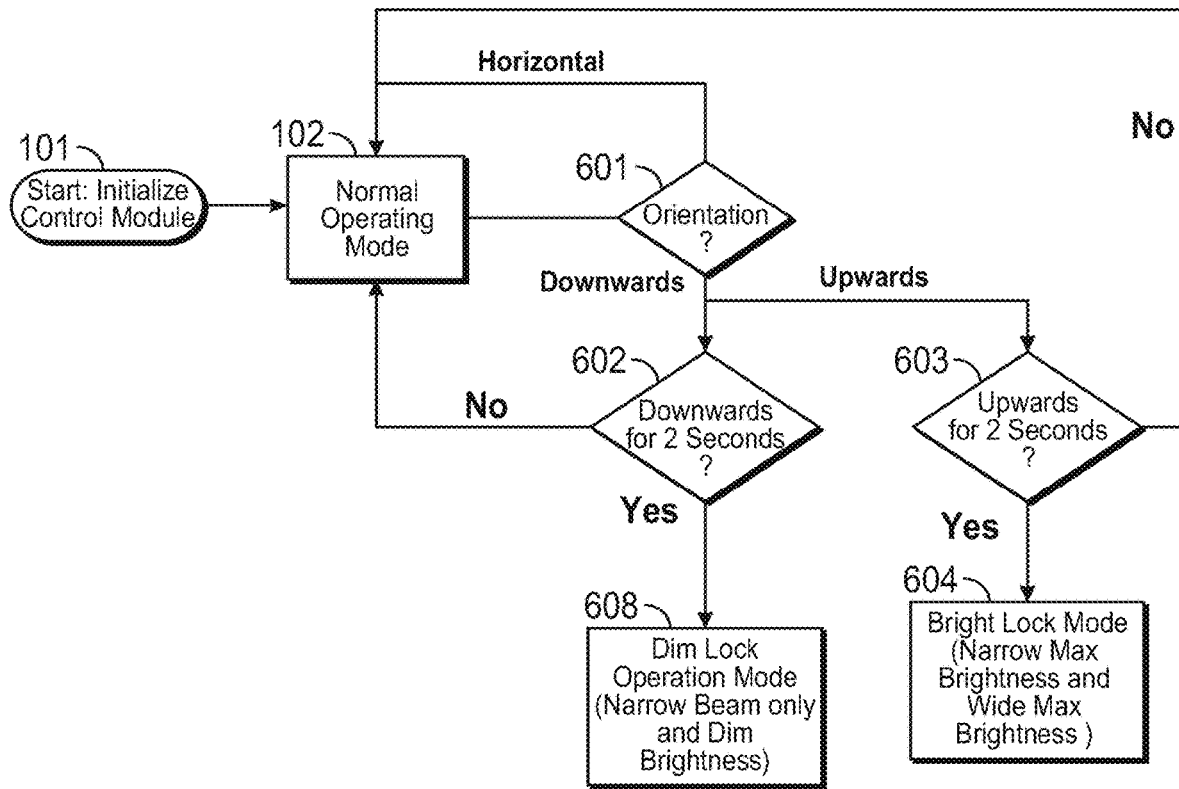 Horizontal
No
101
102
601
Start: Initialize
Control Module
Normal
Operating
Mode
Orientation
?
Downwards
Upwards
602
603
No
Downwards
for 2 Seconds
?
Upwards
for 2 Seconds
?
Yes
Yes
608
604
Dim Lock
Operation Mode
(Narrow Beam only
and Dim
Brightness)
Bright Lock Mode
(Narrow Max
Brightness and
Wide Max
Brightness )